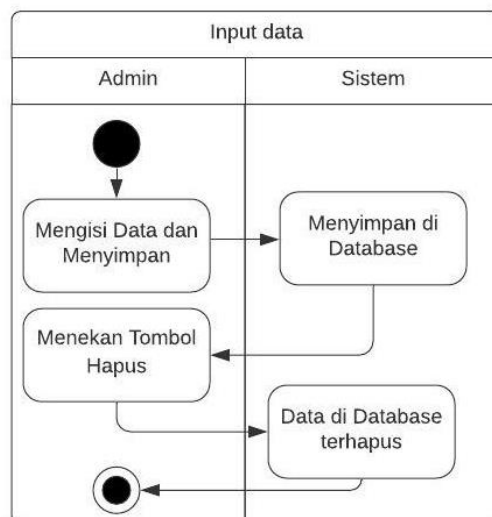 Input data
Admin
Sistem
Mengisi Data dan
Menyimpan
Menyimpan di
Database
Menekan Tombol
Hapus
Data di Database
terhapus